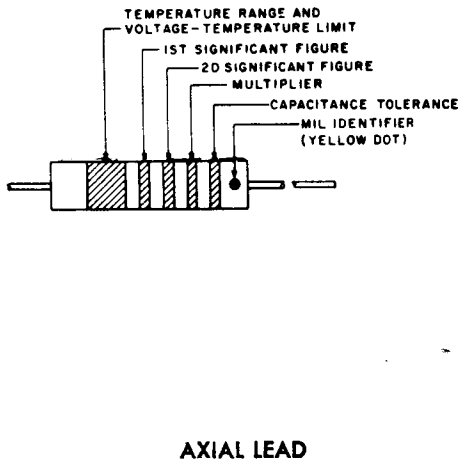 TEMPERATURE RANGE AND
VOLTAGE-TEMPERATURE LIMIT
1ST SIGNIFICANT FIGURE
2D SIGNIFICANT FIGURE
MULTIPLIER
CAPACITANCE TOLERANCE
MIL IDENTIFIER
(YELLOW DOT)
AXIAL LEAD